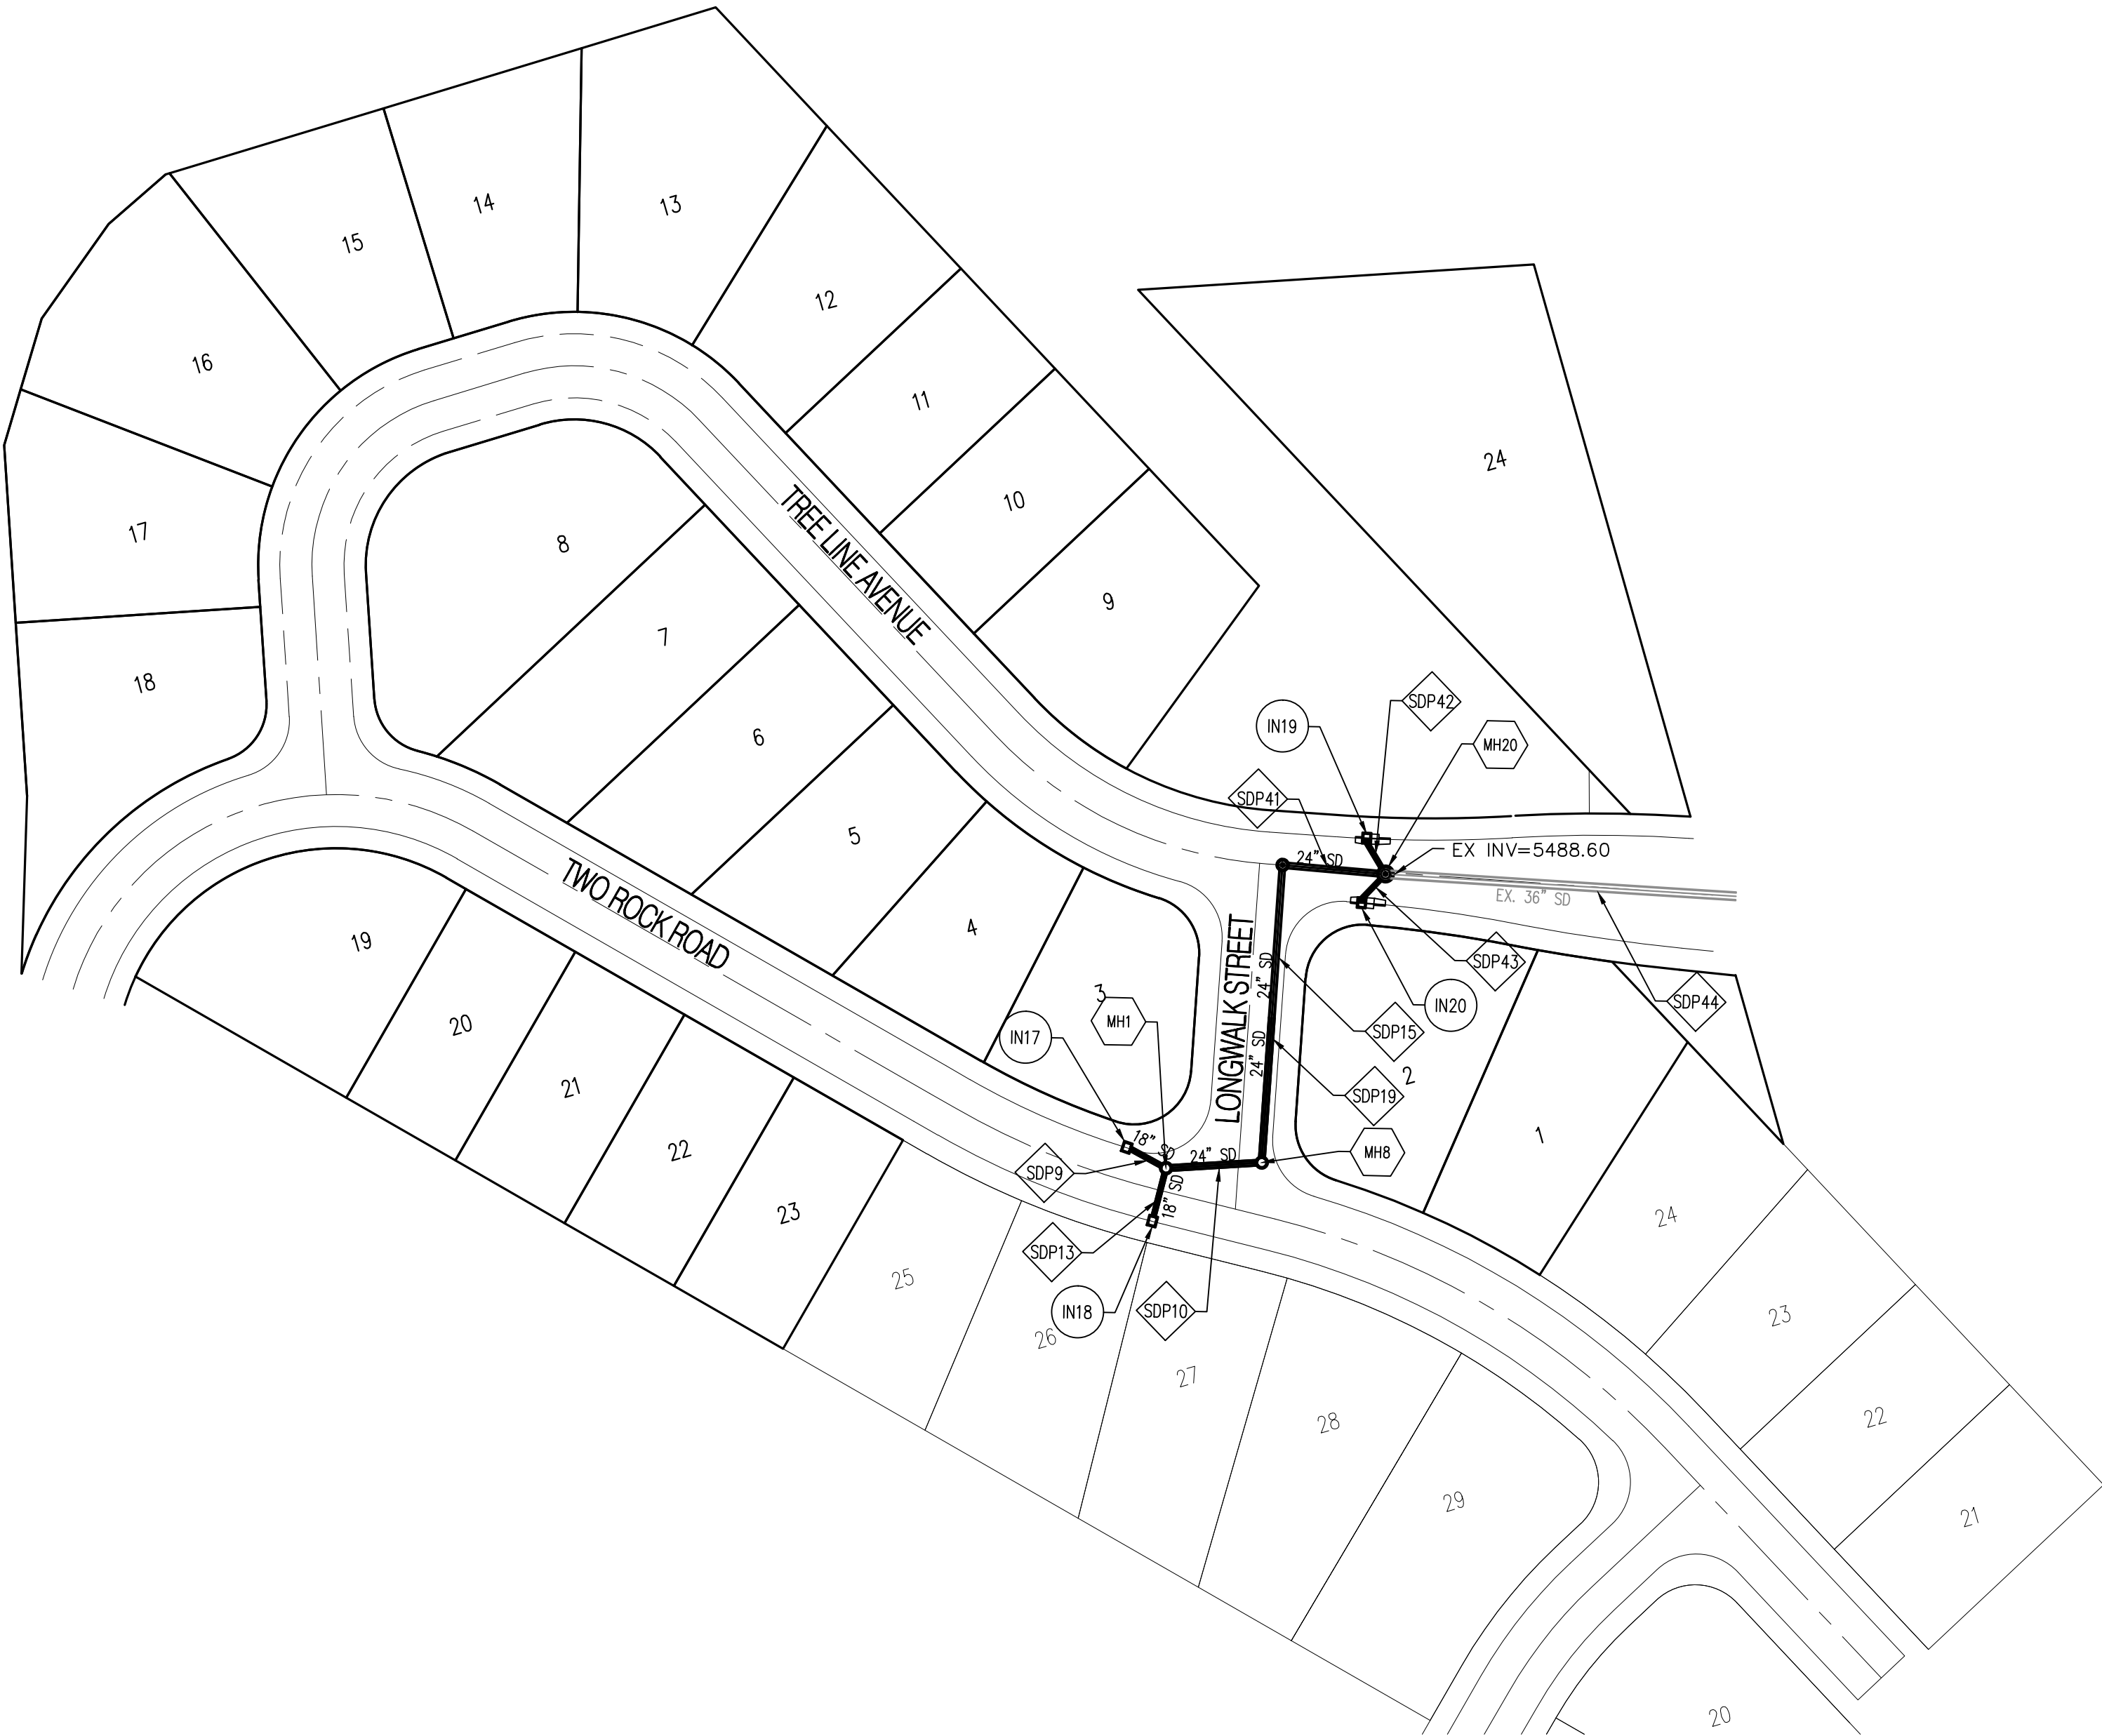 13
14
15
12
16
11
24
10
17
8
9
TREE LINE AVENUE
7
18
SDP42
IN19
MH20
6
SDP41
5
24" SD
EX INV=5488.60
EX. 36" SD
TWO ROCK ROAD
4
19
LONGWALK STREET
24" SD
SDP43
3
MH1
IN20
SDP44
20
IN17
24" SD
SDP15
21
SDP19
2
1
22
18" SD
24" SD
MH8
SDP9
18" SD
23
24
SDP13
25
IN18
SDP10
26
23
27
28
22
29
21
20